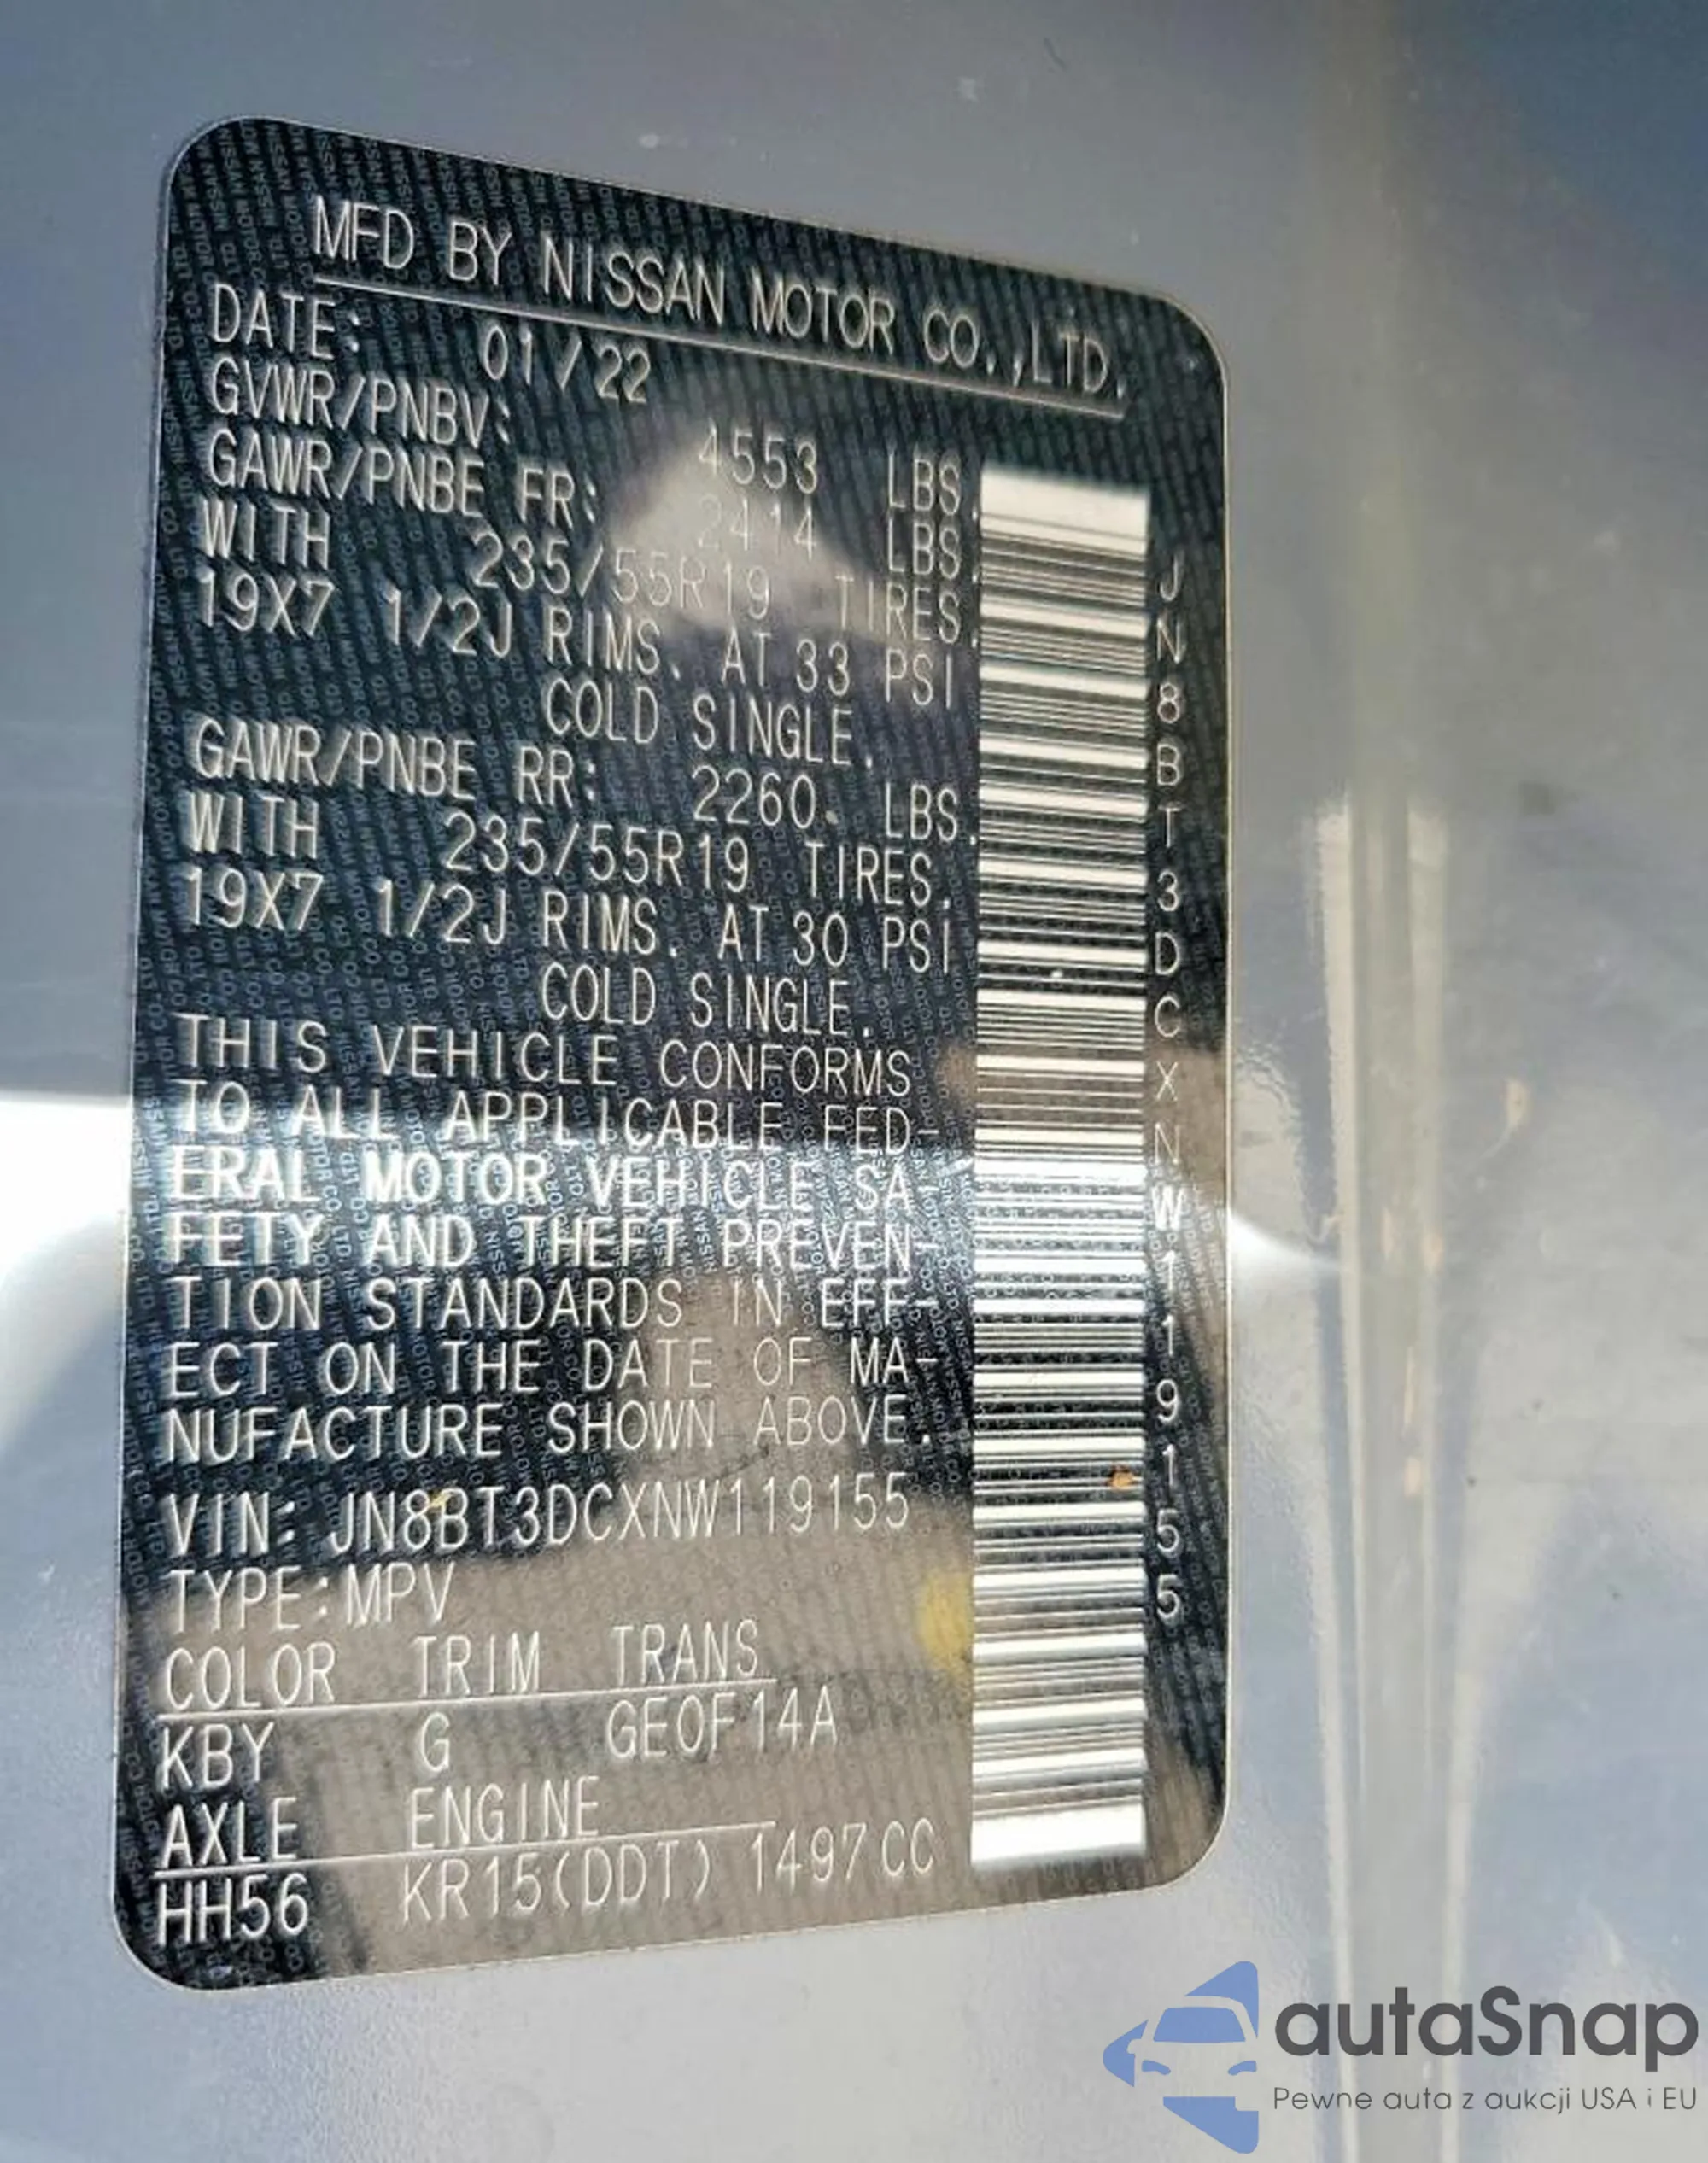 MFD BY NISSAN MOTOR CO.,LTD.
DATE: 01/22
GVWR/PNBV: 4553 LBS.
GAWR/PNBE FR: 2414 LBS.
WITH 235/55R19 TIRES.
19X7 1/2J RIMS. AT 33 PSI
COLD SINGLE.
GAWR/PNBE RR: 2260. LBS.
WITH 235/55R19 TIRES.
19X7 1/2J RIMS. AT 30 PSI
COLD SINGLE.
THIS VEHICLE CONFORMS
TO ALL APPLICABLE FED-
ERAL MOTOR VEHICLE SA-
FETY AND THEFT PREVEN-
TION STANDARDS IN EFF-
ECT ON THE DATE OF MA-
NUFACTURE SHOWN ABOVE.
VIN: JN8BT3DCXNW119155
TYPE:MPV
COLOR TRIM TRANS
KBY G GE0F14A
AXLE ENGINE
HH56 KR15(DDT) 1497CC
JN8BT3DCXNW119155
autaSnap
Pewne auta z aukcji USA i EU